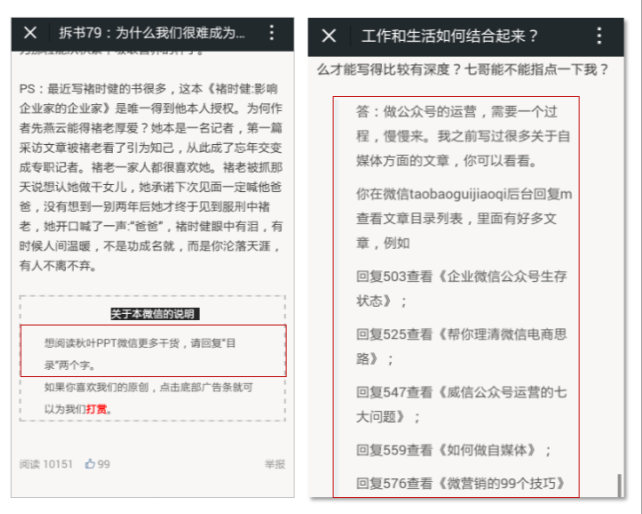 拆书79：为什么我们很难成为...
PS：最近写褚时健的书很多，这本《褚时健:影响
企业家的企业家》是唯一得到他本人授权。为何作
者先燕云能得褚老厚爱？她本是一名记者，第一篇
采访文章被褚老看了引为知己，从此成了忘年交变
成专职记者。褚老一家人都很喜欢她。褚老被抓那
天说想认她做干女儿，她承诺下次见面一定喊他爸
爸，没有想到一别两年后她才终于见到服刑中褚
老，她开口喊了一声:“爸爸”，褚时健眼中有泪，有
时候人间温暖，不是功成名就，而是你沦落天涯，
有人不离不弃。
关于本微信的说明
想阅读秋叶PPT微信更多干货，请回复“目
录”两个字。
如果你喜欢我们的原创，点击底部广告条就可
以为我们打赏。
阅读 10151 99 举报
工作和生活如何结合起来？
么才能写得比较有深度？七哥能不能指点一下我？
答：做公众号的运营，需要一个过
程，慢慢来。我之前写过很多关于自
媒体方面的文章，你可以看看。
你在微信taobaoguijiaoqi后台回复m
查看文章目录列表，里面有好多文
章，例如
回复503查看《企业微信公众号生存
状态》；
回复525查看《帮你理清微信电商思
路》；
回复547查看《威信公众号运营的七
大问题》；
回复559查看《如何做自媒体》；
回复576查看《微营销的99个技巧》